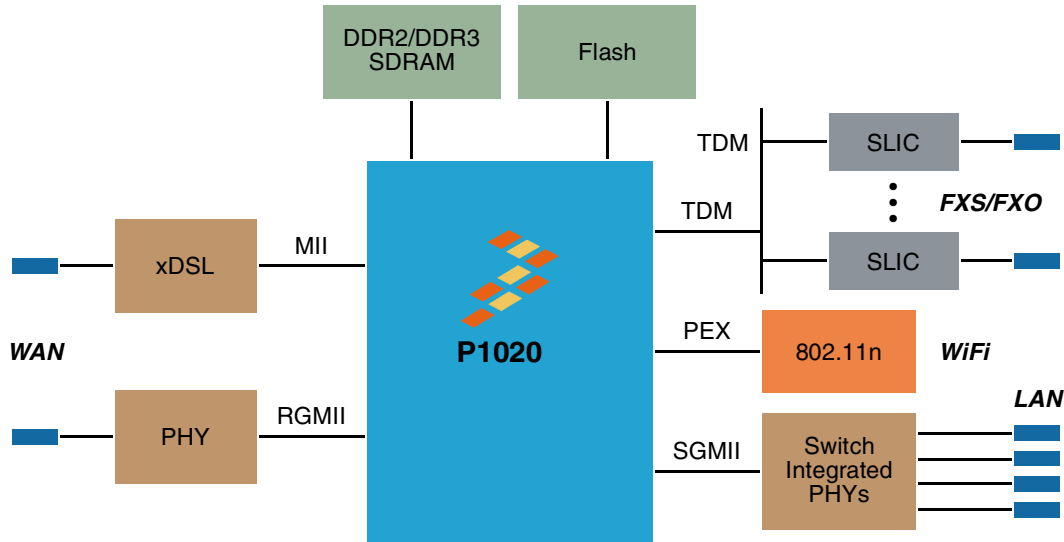 DDR2/DDR3
SDRAM
Flash
TDM
SLIC
TDM
FXS/FXO
SLIC
MII
xDSL
WAN
P1020
PEX
802.11n
WiFi
LAN
PHY
RGMII
SGMII
Switch
Integrated
PHYs